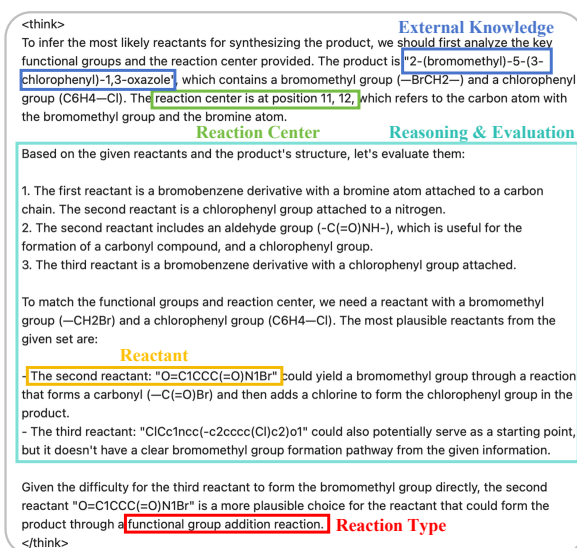 <think>
External Knowledge
To infer the most likely reactants for synthesizing the product, we should first analyze the key
functional groups and the reaction center provided. The product is "2-(bromomethyl)-5-(3-
chlorophenyl)-1,3-oxazole", which contains a bromomethyl group (—BrCH2—) and a chlorophenyl
group (C6H4—Cl). The reaction center is at position 11, 12, which refers to the carbon atom with
the bromomethyl group and the bromine atom.
Reaction Center
Reasoning & Evaluation
Based on the given reactants and the product's structure, let's evaluate them:
1. The first reactant is a bromobenzene derivative with a bromine atom attached to a carbon
chain. The second reactant is a chlorophenyl group attached to a nitrogen.
2. The second reactant includes an aldehyde group (-C(=O)NH-), which is useful for the
formation of a carbonyl compound, and a chlorophenyl group.
3. The third reactant is a bromobenzene derivative with a chlorophenyl group attached.
To match the functional groups and reaction center, we need a reactant with a bromomethyl
group (—CH2Br) and a chlorophenyl group (C6H4—Cl). The most plausible reactants from the
given set are:
Reactant
- The second reactant: "O=C1CCC(=O)N1Br" could yield a bromomethyl group through a reaction
that forms a carbonyl (—C(=O)Br) and then adds a chlorine to form the chlorophenyl group in the
product.
- The third reactant: "ClCc1ncc(-c2cccc(Cl)c2)o1" could also potentially serve as a starting point,
but it doesn't have a clear bromomethyl group formation pathway from the given information.
Given the difficulty for the third reactant to form the bromomethyl group directly, the second
reactant "O=C1CCC(=O)N1Br" is a more plausible choice for the reactant that could form the
product through a functional group addition reaction. Reaction Type
</think>